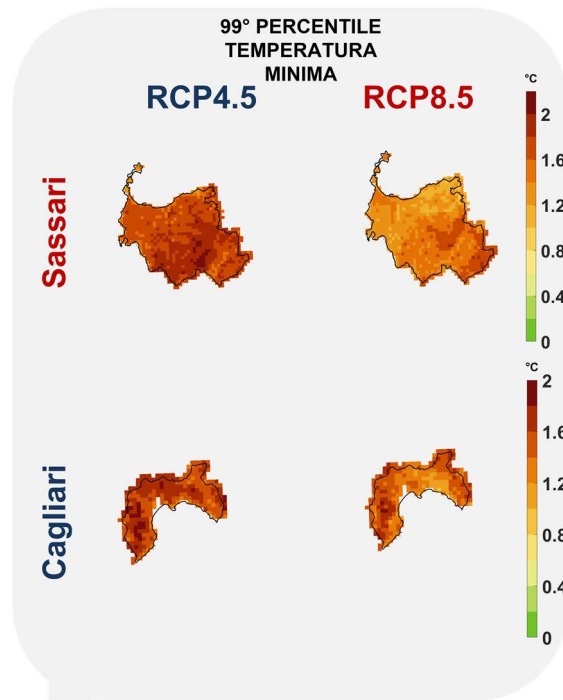 99° PERCENTILE
TEMPERATURA
MINIMA
RCP4.5
RCP8.5
Sassari
°C
2
1.6
1.2
0.8
0.4
0
Cagliari
°C
2
1.6
1.2
0.8
0.4
0